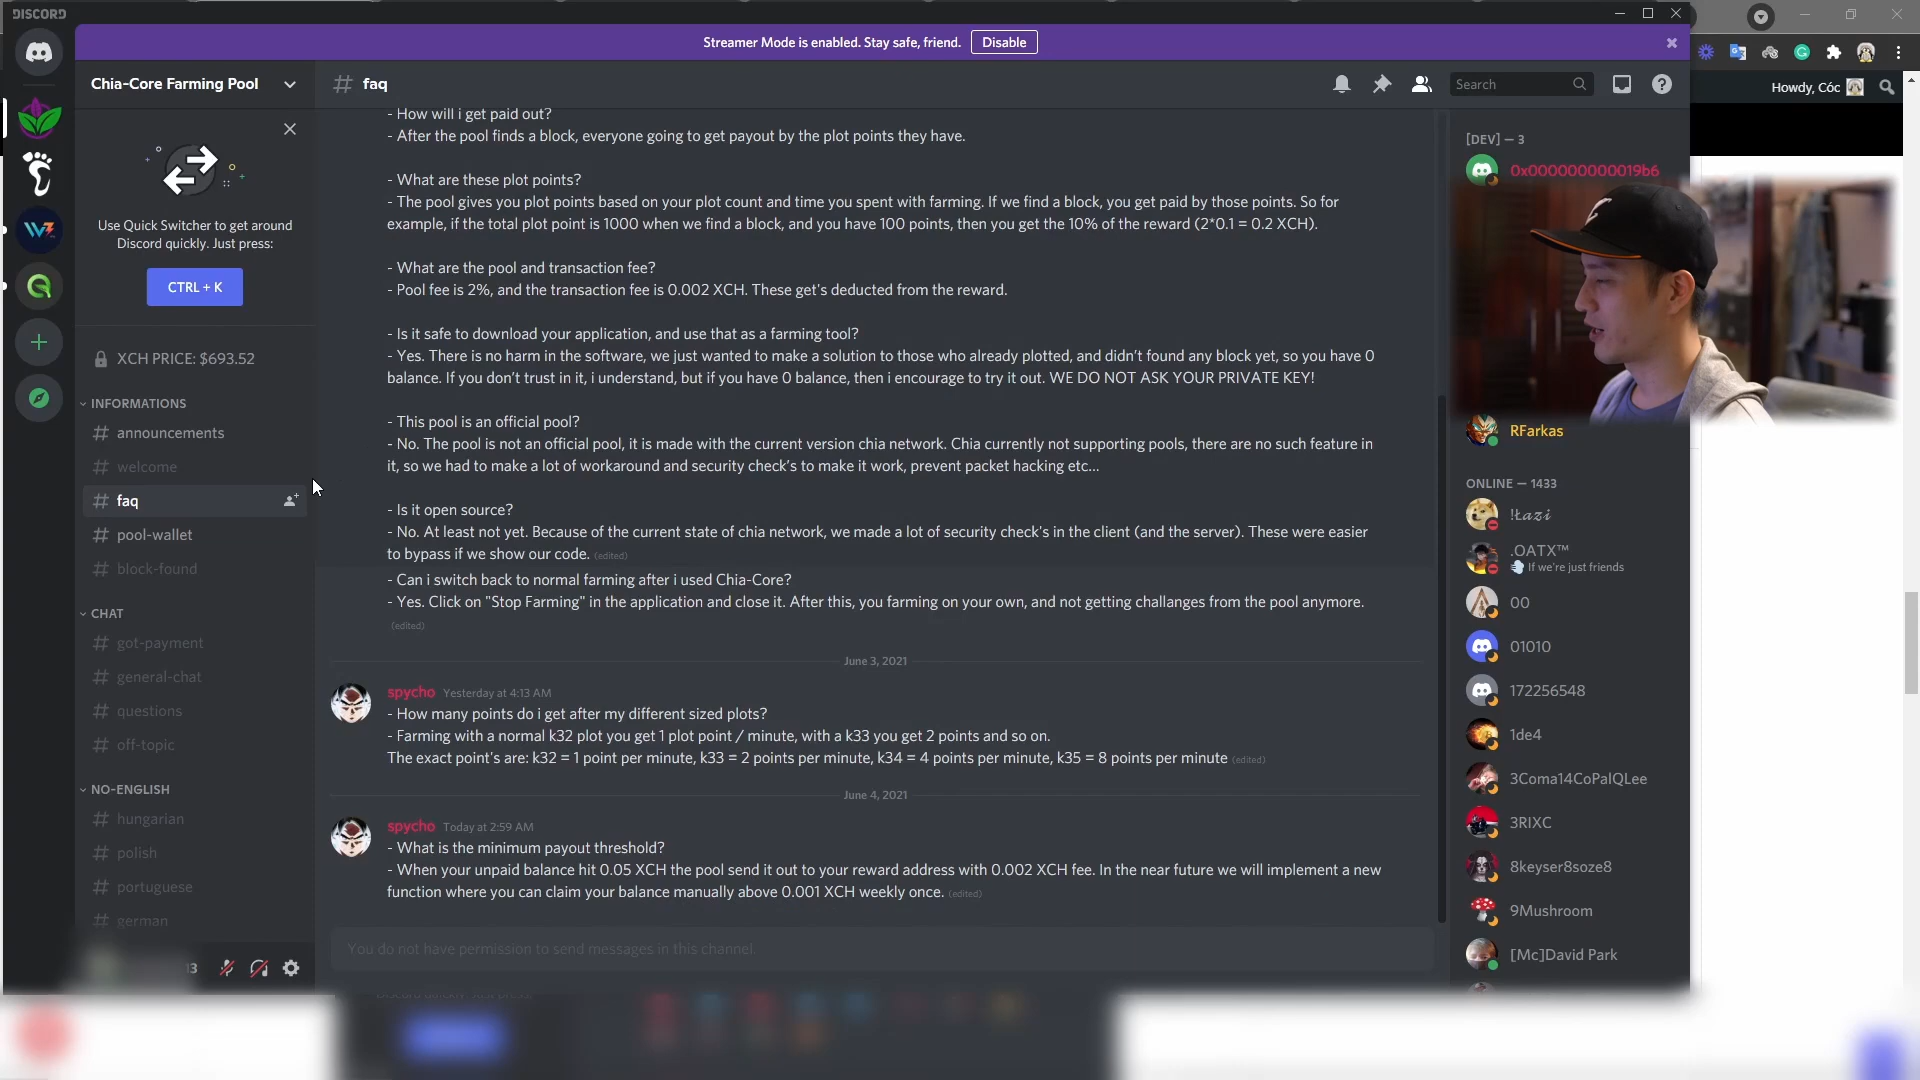 DISCORD
Streamer Mode is enabled. Stay safe, friend.
Disable
Chia-Core Farming Pool
faq
Search
Howdy, Cóc
Use Quick Switcher to get around
Discord quickly. Just press:
CTRL + K
XCH PRICE: $693.52
INFORMATIONS
announcements
welcome
faq
pool-wallet
block-found
CHAT
got-payment
general-chat
questions
off-topic
NO-ENGLISH
hungarian
polish
portuguese
german
13
- How will i get paid out?
- After the pool finds a block, everyone going to get payout by the plot points they have.
- What are these plot points?
- The pool gives you plot points based on your plot count and time you spent with farming. If we find a block, you get paid by those points. So for
example, if the total plot point is 1000 when we find a block, and you have 100 points, then you get the 10% of the reward (2*0.1 = 0.2 XCH).
- What are the pool and transaction fee?
- Pool fee is 2%, and the transaction fee is 0.002 XCH. These get's deducted from the reward.
- Is it safe to download your application, and use that as a farming tool?
- Yes. There is no harm in the software, we just wanted to make a solution to those who already plotted, and didn't found any block yet, so you have 0
balance. If you don't trust in it, i understand, but if you have 0 balance, then i encourage to try it out. WE DO NOT ASK YOUR PRIVATE KEY!
- This pool is an official pool?
- No. The pool is not an official pool, it is made with the current version chia network. Chia currently not supporting pools, there are no such feature in
it, so we had to make a lot of workaround and security check's to make it work, prevent packet hacking etc...
- Is it open source?
- No. At least not yet. Because of the current state of chia network, we made a lot of security check's in the client (and the server). These were easier
to bypass if we show our code. (edited)
- Can i switch back to normal farming after i used Chia-Core?
- Yes. Click on "Stop Farming" in the application and close it. After this, you farming on your own, and not getting challanges from the pool anymore.
(edited)
June 3, 2021
spycho Yesterday at 4:13 AM
- How many points do i get after my different sized plots?
- Farming with a normal k32 plot you get 1 plot point / minute, with a k33 you get 2 points and so on.
The exact point's are: k32 = 1 point per minute, k33 = 2 points per minute, k34 = 4 points per minute, k35 = 8 points per minute (edited)
June 4, 2021
spycho Today at 2:59 AM
- What is the minimum payout threshold?
- When your unpaid balance hit 0.05 XCH the pool send it out to your reward address with 0.002 XCH fee. In the near future we will implement a new
function where you can claim your balance manually above 0.001 XCH weekly once. (edited)
You do not have permission to send messages in this channel.
[DEV] — 3
0x000000000019b6
RFarkas
ONLINE — 1433
!Łazi
.OATX™
If we're just friends
00
01010
172256548
1de4
3Coma14CoPalQLee
3RIXC
8keyser8soze8
9Mushroom
[Mc]David Park